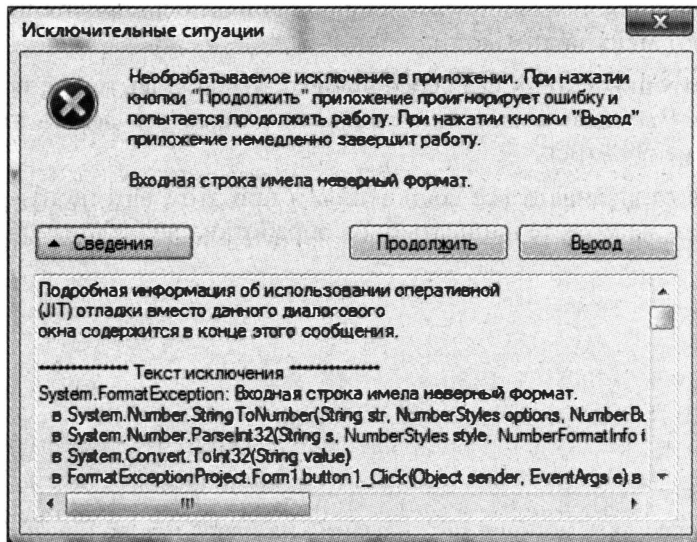 Исключительные ситуации
Необрабатываемое исключение в приложении. При нажатии
кнопки "Продолжить" приложение проигнорирует ошибку и
попытается продолжить работу. При нажатии кнопки "Выход"
приложение немедленно завершит работу.
Входная строка имела неверный формат.
Сведения
Продолжить
Выход
Подробная информация об использовании оперативной
(JIT) отладки вместо данного диалогового
окна содержится в конце этого сообщения.
************** Текст исключения **************
System.FormatException: Входная строка имела неверный формат.
в System.Number.StringToNumber(String str, NumberStyles options, NumberBu
в System.Number.ParseInt32(String s, NumberStyles style, NumberFormatInfo i
в System.Convert.ToInt32(String value)
в FormatExceptionProject.Form1.button1_Click(Object sender, EventArgs e) в